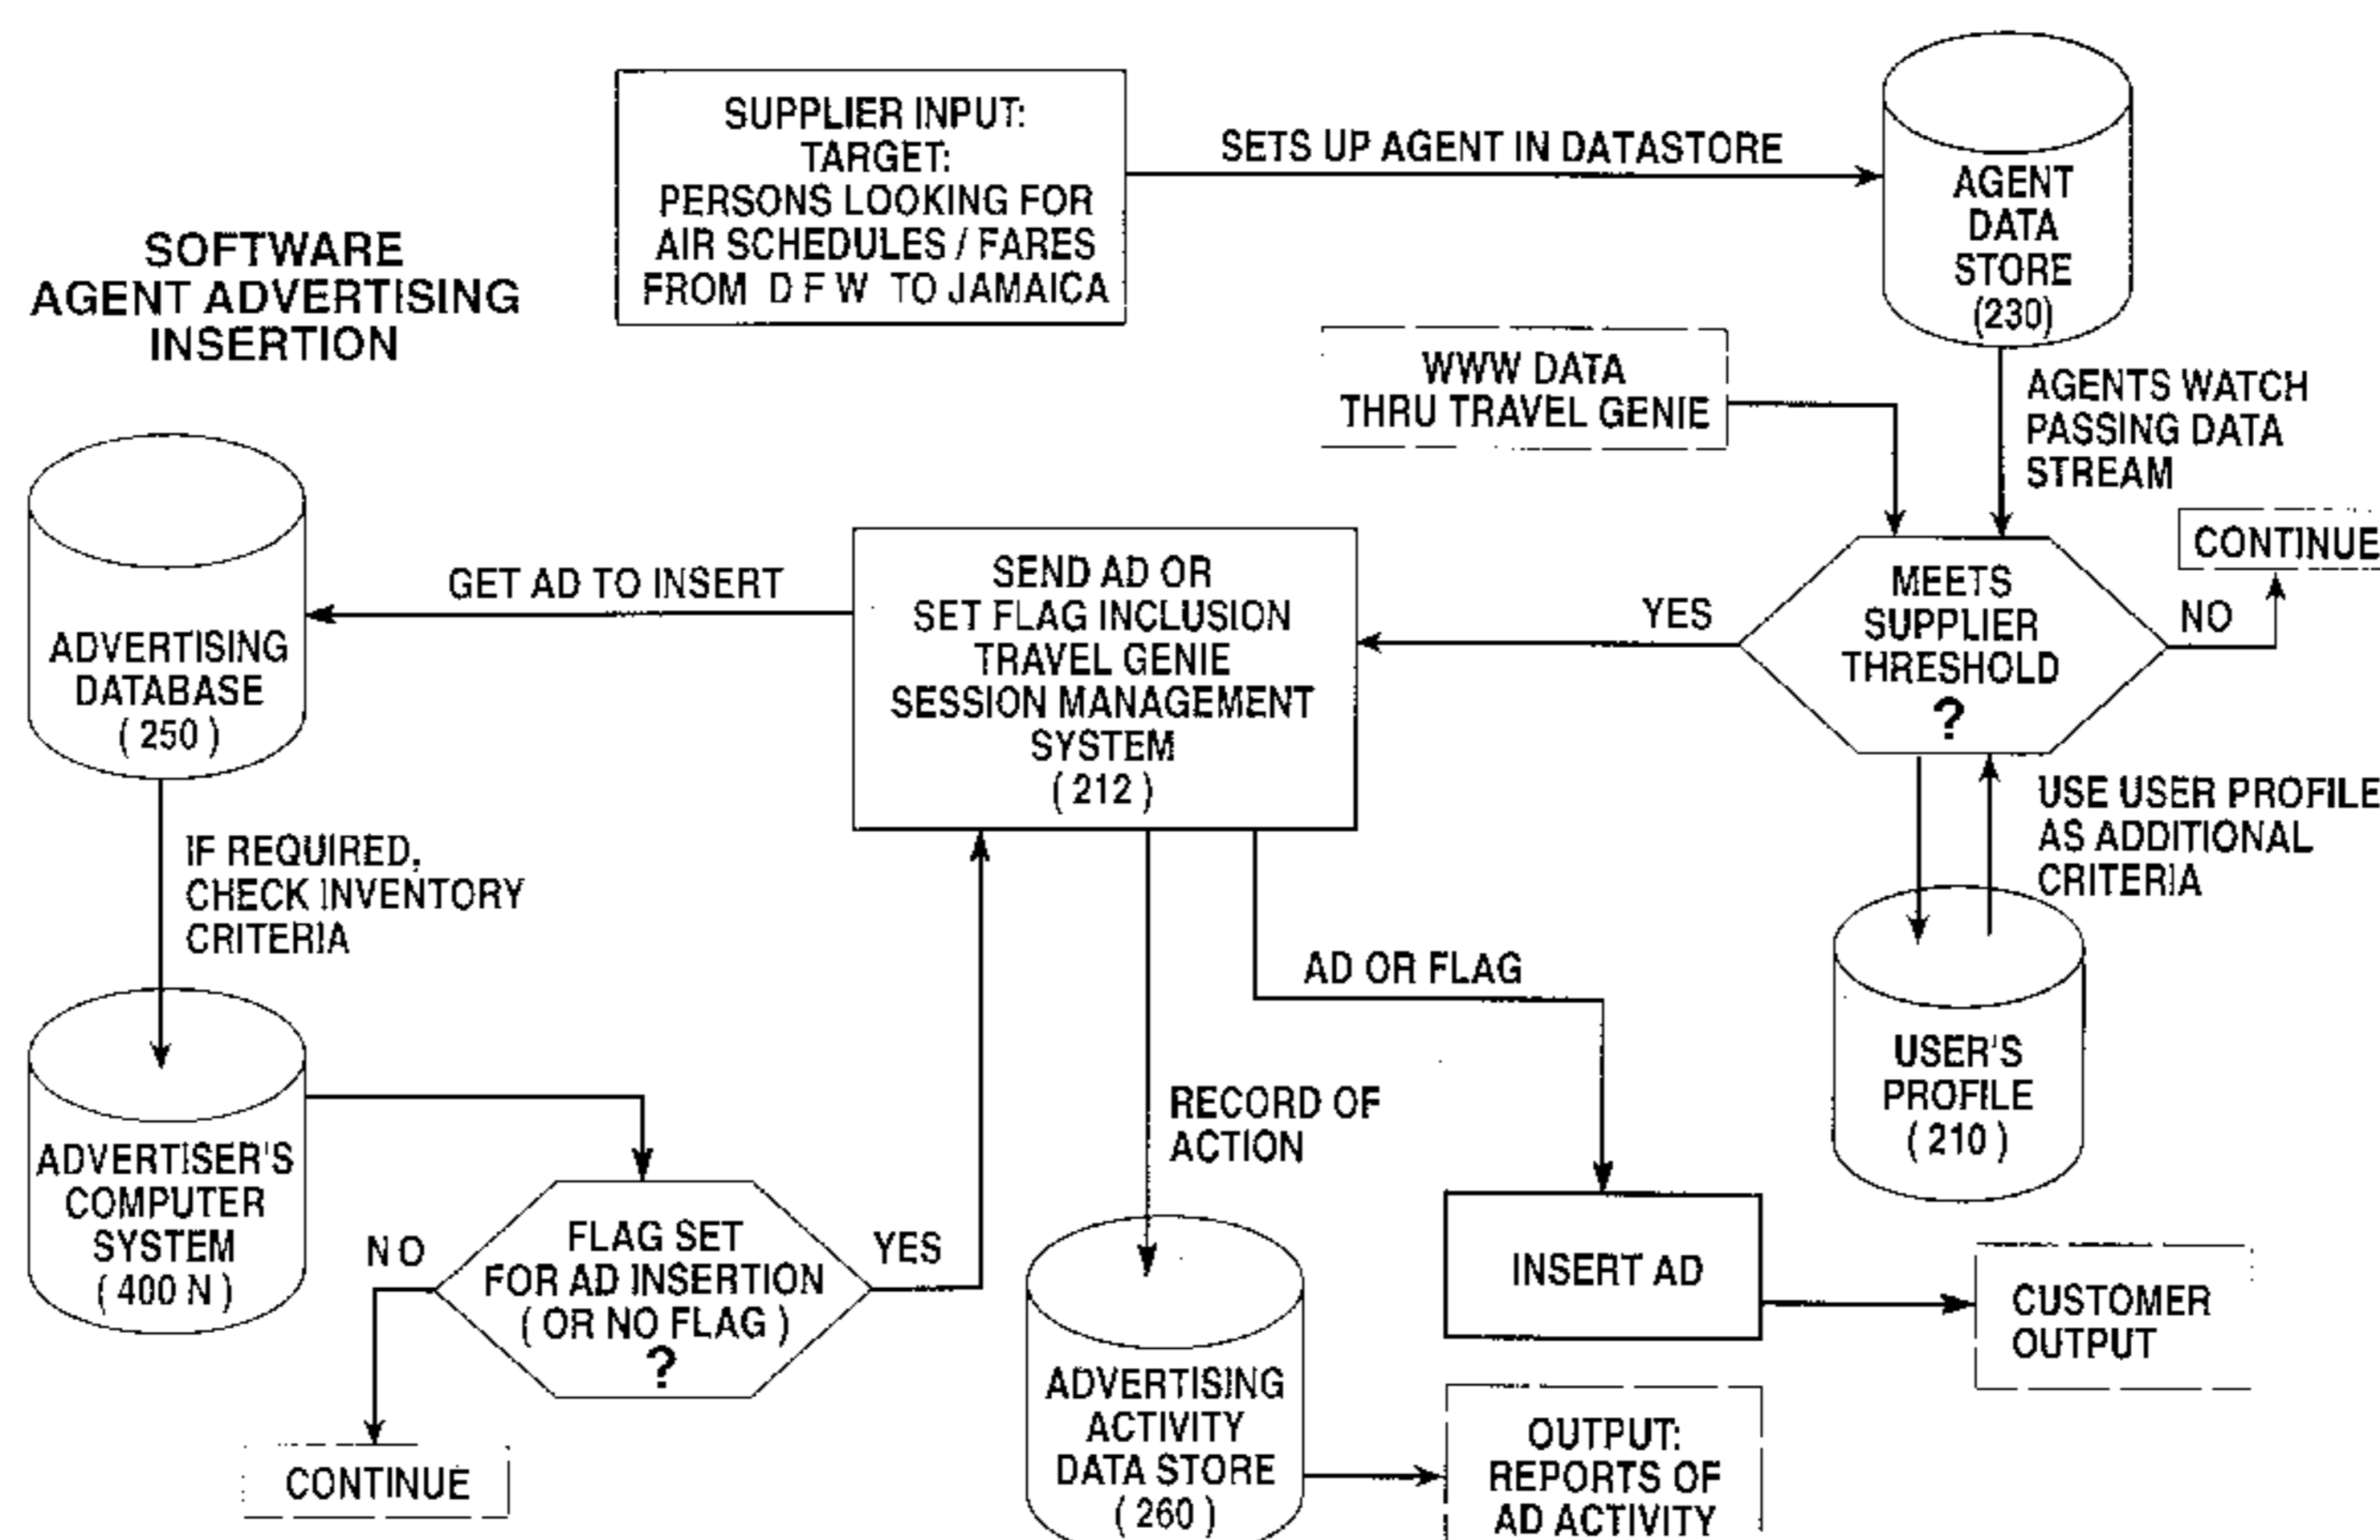 SUPPLIER INPUT:
TARGET:
PERSONS LOOKING FOR
AIR SCHEDULES / FARES
FROM D F W TO JAMAICA
SETS UP AGENT IN DATASTORE
AGENT
DATA
STORE
(230)
SOFTWARE
AGENT ADVERTISING
INSERTION
WWW DATA
THRU TRAVEL GENIE
AGENTS WATCH
PASSING DATA
STREAM
CONTINUE
GET AD TO INSERT
SEND AD OR
SET FLAG INCLUSION
TRAVEL GENIE
SESSION MANAGEMENT
SYSTEM
( 212 )
YES
MEETS
SUPPLIER
THRESHOLD
?
NO
ADVERTISING
DATABASE
( 250 )
USE USER PROFILE
AS ADDITIONAL
CRITERIA
IF REQUIRED,
CHECK INVENTORY
CRITERIA
AD OR FLAG
USER'S
PROFILE
( 210 )
RECORD OF
ACTION
ADVERTISER'S
COMPUTER
SYSTEM
( 400 N )
NO
FLAG SET
FOR AD INSERTION
( OR NO FLAG )
?
YES
INSERT AD
CUSTOMER
OUTPUT
ADVERTISING
ACTIVITY
DATA STORE
( 260 )
OUTPUT:
REPORTS OF
AD ACTIVITY
CONTINUE